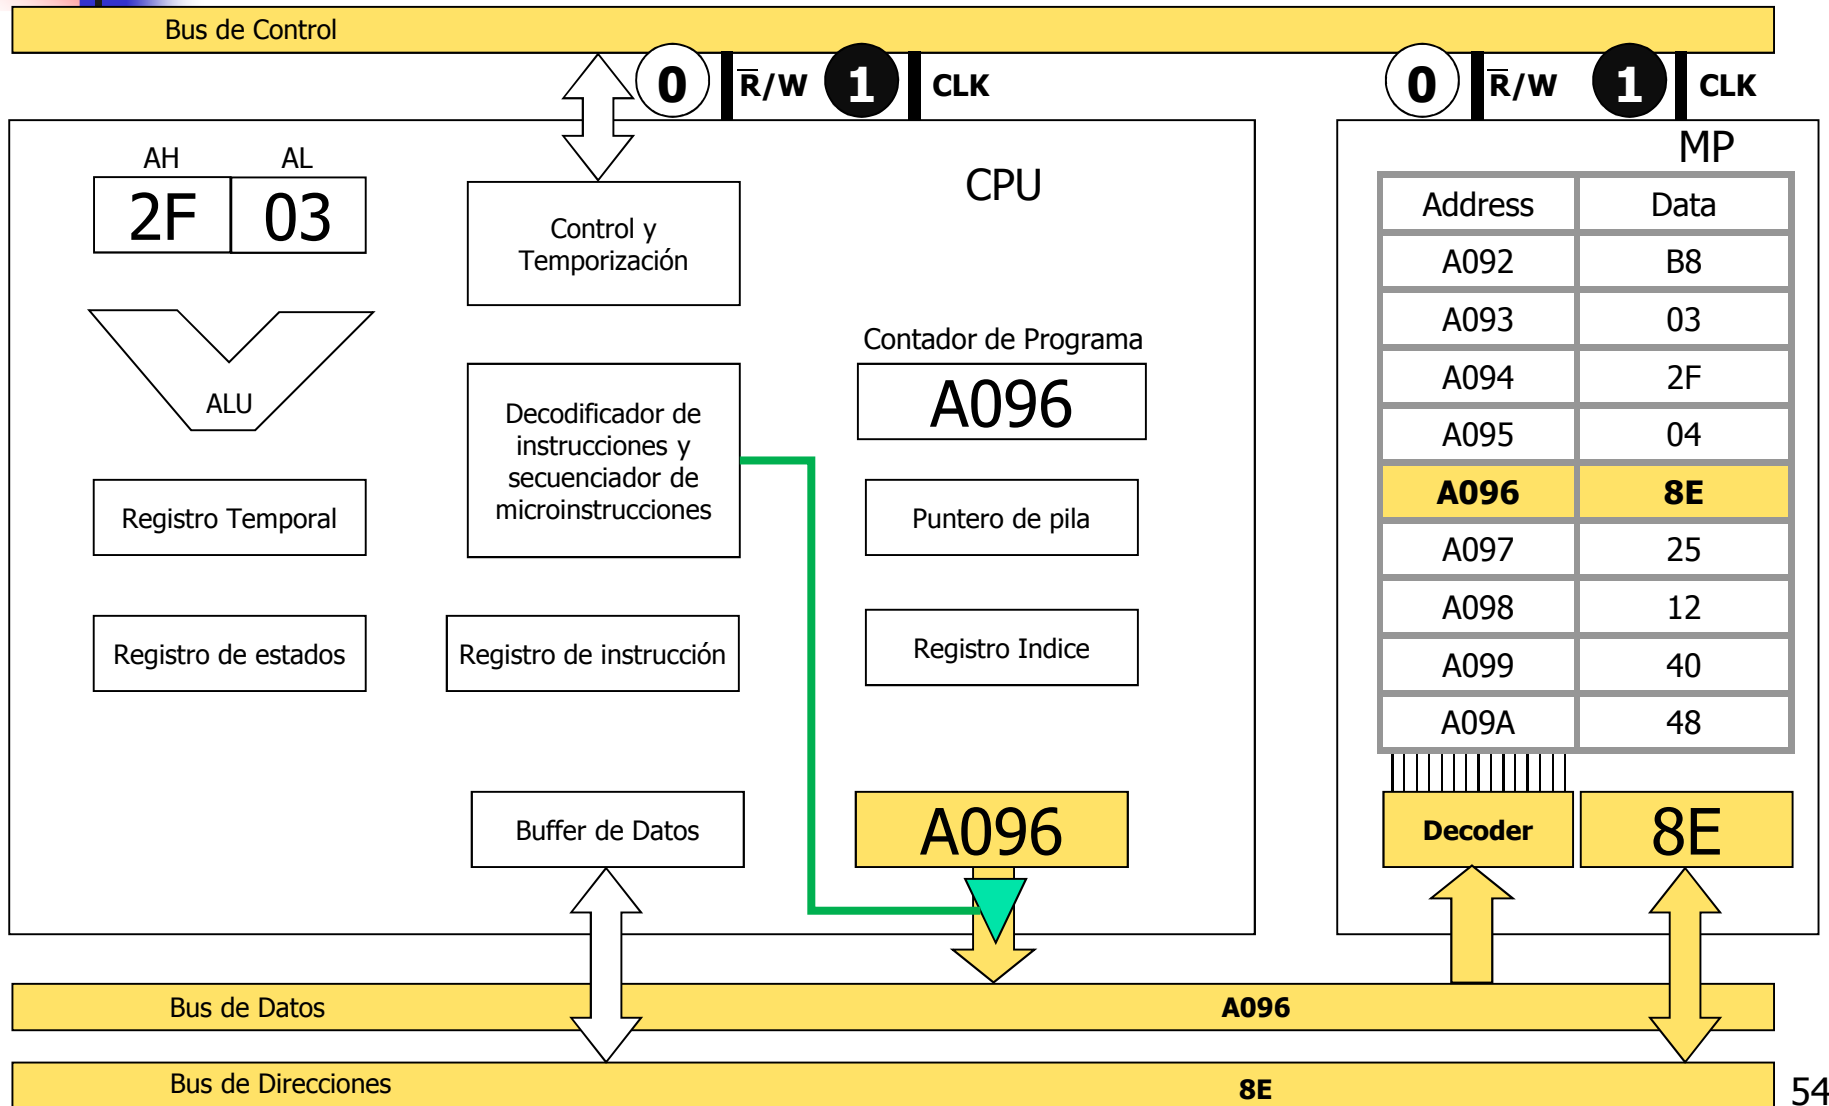 Bus de Control
0 R̅/W 1 CLK
0 R̅/W 1 CLK
AH AL
2F 03
Control y
Temporización
CPU
ALU
Decodificador de
instrucciones y
secuenciador de
microinstrucciones
Contador de Programa
A096
Registro Temporal
Puntero de pila
Registro de estados
Registro de instrucción
Registro Indice
Buffer de Datos
A096
MP
Address Data
A092 B8
A093 03
A094 2F
A095 04
A096 8E
A097 25
A098 12
A099 40
A09A 48
Decoder 8E
Bus de Datos A096
Bus de Direcciones 8E
54